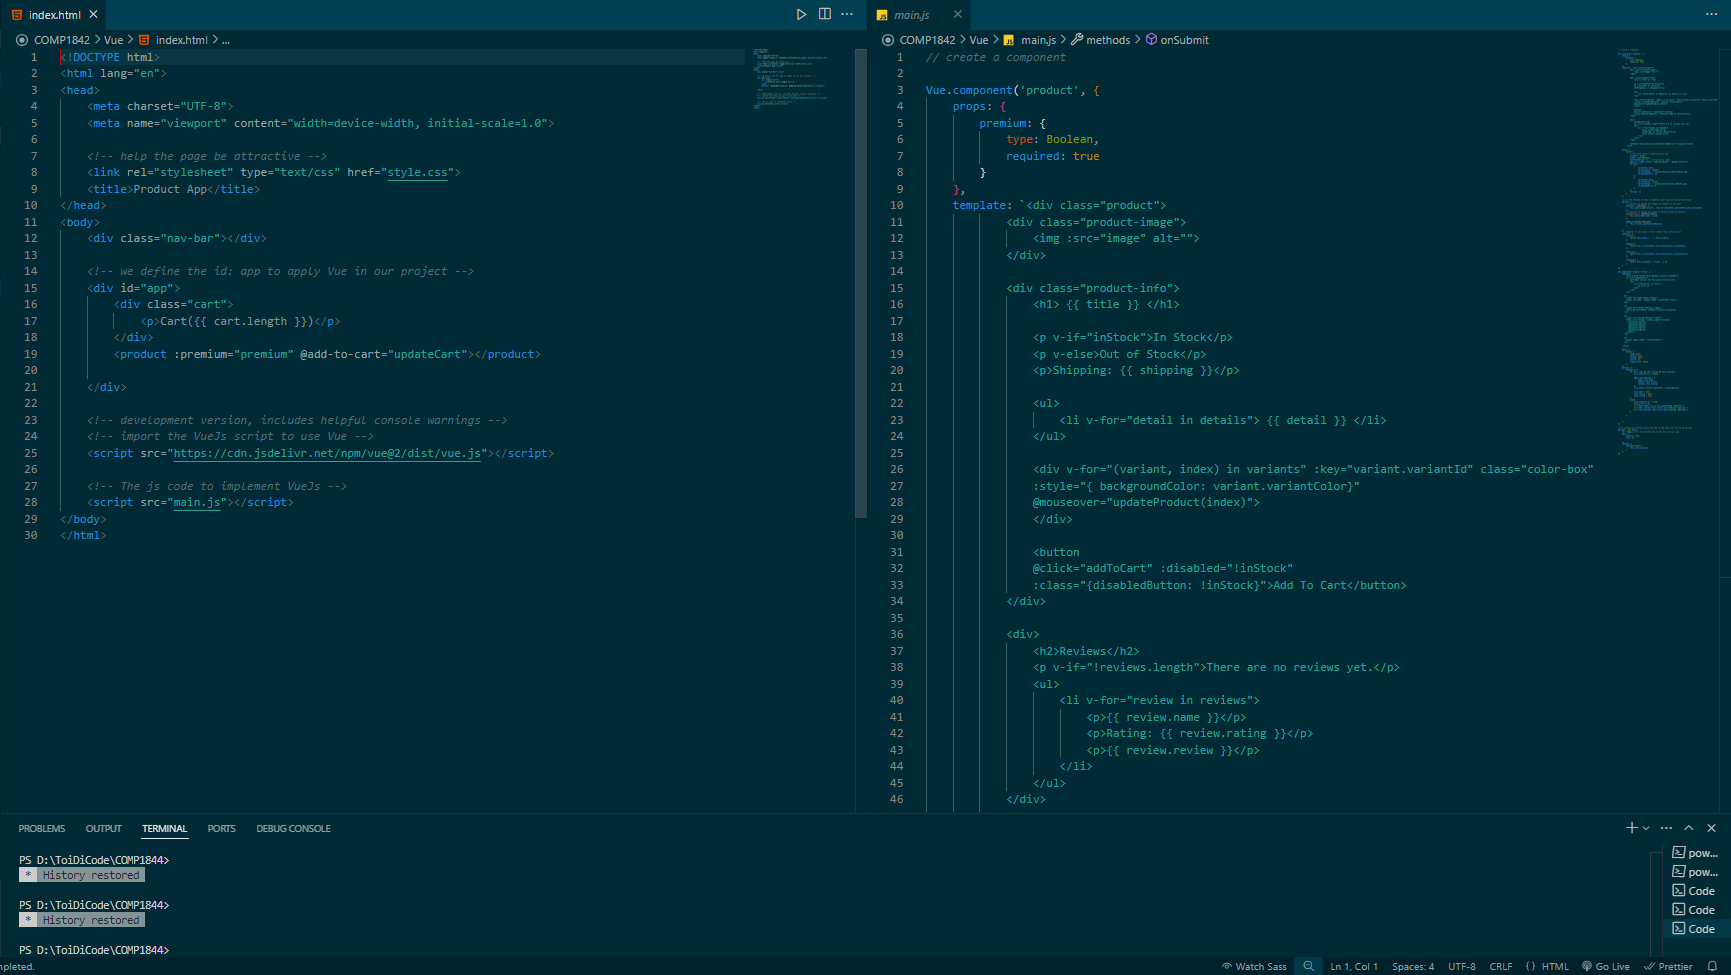 index.html
COMP1842 > Vue > index.html > ...
1 <!DOCTYPE html>
2 <html lang="en">
3 <head>
4 <meta charset="UTF-8">
5 <meta name="viewport" content="width=device-width, initial-scale=1.0">
6
7 <!-- help the page be attractive -->
8 <link rel="stylesheet" type="text/css" href="style.css">
9 <title>Product App</title>
10 </head>
11 <body>
12 <div class="nav-bar"></div>
13
14 <!-- we define the id: app to apply Vue in our project -->
15 <div id="app">
16 <div class="cart">
17 <p>Cart({{ cart.length }})</p>
18 </div>
19 <product :premium="premium" @add-to-cart="updateCart"></product>
20
21 </div>
22
23 <!-- development version, includes helpful console warnings -->
24 <!-- import the VueJs script to use Vue -->
25 <script src="https://cdn.jsdelivr.net/npm/vue@2/dist/vue.js"></script>
26
27 <!-- The js code to implement VueJs -->
28 <script src="main.js"></script>
29 </body>
30 </html>
main.js
COMP1842 > Vue > main.js > methods > onSubmit
1 // create a component
2
3 Vue.component('product', {
4 props: {
5 premium: {
6 type: Boolean,
7 required: true
8 }
9 },
10 template: `<div class="product">
11 <div class="product-image">
12 <img :src="image" alt="">
13 </div>
14
15 <div class="product-info">
16 <h1> {{ title }} </h1>
17
18 <p v-if="inStock">In Stock</p>
19 <p v-else>Out of Stock</p>
20 <p>Shipping: {{ shipping }}</p>
21
22 <ul>
23 <li v-for="detail in details"> {{ detail }} </li>
24 </ul>
25
26 <div v-for="(variant, index) in variants" :key="variant.variantId" class="color-box"
27 :style="{ backgroundColor: variant.variantColor}"
28 @mouseover="updateProduct(index)">
29 </div>
30
31 <button
32 @click="addToCart" :disabled="!inStock"
33 :class="{disabledButton: !inStock}">Add To Cart</button>
34 </div>
35
36 <div>
37 <h2>Reviews</h2>
38 <p v-if="!reviews.length">There are no reviews yet.</p>
39 <ul>
40 <li v-for="review in reviews">
41 <p>{{ review.name }}</p>
42 <p>Rating: {{ review.rating }}</p>
43 <p>{{ review.review }}</p>
44 </li>
45 </ul>
46 </div>
PROBLEMS OUTPUT TERMINAL PORTS DEBUG CONSOLE
PS D:\ToiDiCode\COMP1844>
* History restored
PS D:\ToiDiCode\COMP1844>
* History restored
PS D:\ToiDiCode\COMP1844>
pow...
pow...
Code
Code
Code
mpleted. Watch Sass Ln 1, Col 1 Spaces: 4 UTF-8 CRLF {} HTML Go Live Prettier